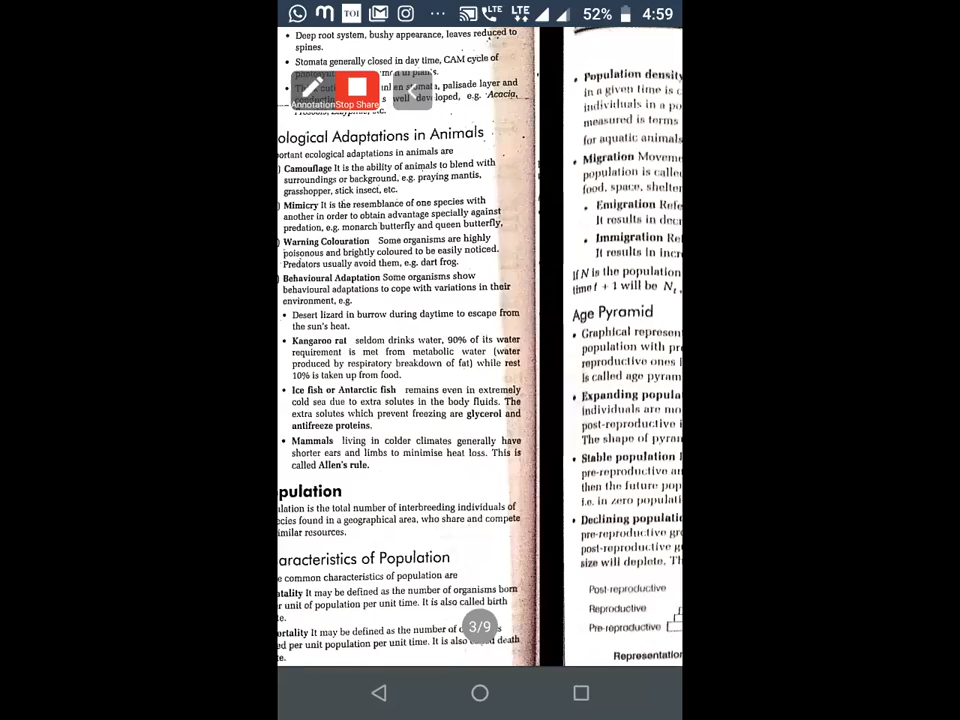 TOI
LTE
LTE
52%
4:59
Deep root system, bushy appearance, leaves reduced to
spines.
Stomata generally closed in day time, CAM cycle of
palisade layer and
Annotation
Stop Share
e.g. Acacia,
ological Adaptations in Animals
portant ecological adaptations in animals are
Camouflage It is the ability of animals to blend with
surroundings or background, e.g. praying mantis,
grasshopper, stick insect, etc.
Mimicry It is the resemblance of one species with
another in order to obtain advantage specially against
predation, e.g. monarch butterfly and queen butterfly,
Warning Colouration Some organisms are highly
poisonous and brightly coloured to be easily noticed.
Predators usually avoid them, e.g. dart frog.
Behavioural Adaptation Some organisms show
behavioural adaptations to cope with variations in their
environment, e.g.
Desert lizard in burrow during daytime to escape from
the sun's heat.
Kangaroo rat seldom drinks water, 90% of its water
requirement is met from metabolic water (water
produced by respiratory breakdown of fat) while rest
10% is taken up from food.
Ice fish or Antarctic fish remains even in extremely
cold sea due to extra solutes in the body fluids. The
extra solutes which prevent freezing are glycerol and
antifreeze proteins.
Mammals living in colder climates generally have
shorter ears and limbs to minimise heat loss. This is
called Allen's rule.
pulation
ulation is the total number of interbreeding individuals of
ecies found in a geographical area, who share and compete
imilar resources.
aracteristics of Population
e common characteristics of population are
tality It may be defined as the number of organisms born
r unit of population per unit time. It is also called birth
te.
ortality It may be defined as the number of
ed per unit population per unit time. It is also death
te.
3/9
Population density
in a given time is c
individuals in a po
measured is terms
for aquatic animals
Migration Moveme
population is calle
food, space, shelter
Emigration Refe
It results in decr
Immigration Re
It results in incr
If N is the population
time t + 1 will be Nt
Age Pyramid
Graphical represen
population with pr
reproductive ones i
is called age pyram
Expanding popula
individuals are mo
post-reproductive i
The shape of pyran
Stable population I
pre-reproductive an
then the future pop
i.e. in zero populati
Declining populatio
pre-reproductive gr
post-reproductive g
size will deplete. Th
Post-reproductive
Reproductive
Pre-reproductive
Representation